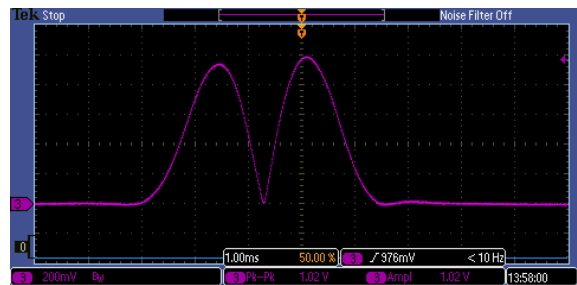 Tek Stop Noise Filter Off
3
0
1.00ms 50.00 % 3 976mV < 10 Hz
3 200mV Bw 3 Pk-Pk 1.02 V 3 Ampl 1.02 V 13:58:00